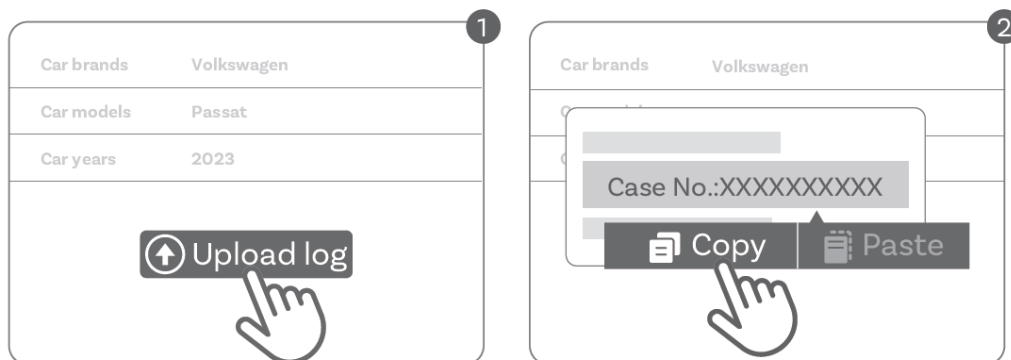 1
Car brands Volkswagen
Car models Passat
Car years 2023
Upload log
2
Car brands Volkswagen
Case No.:XXXXXXXXXX
Copy Paste